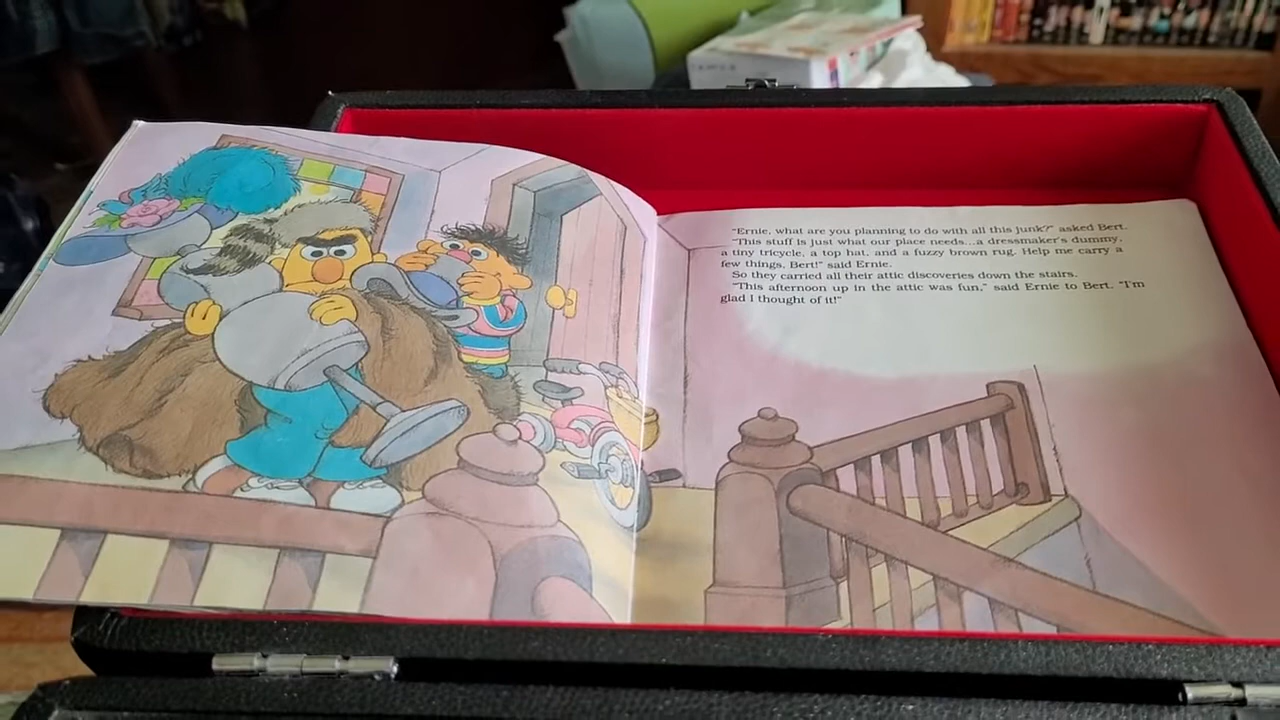 "Ernie, what are you planning to do with all this junk?" asked Bert.
"This stuff is just what our place needs...a dressmaker's dummy,
a tiny tricycle, a top hat, and a fuzzy brown rug. Help me carry a
few things, Bert!" said Ernie.
So they carried all their attic discoveries down the stairs.
"This afternoon up in the attic was fun," said Ernie to Bert. "I'm
glad I thought of it!"